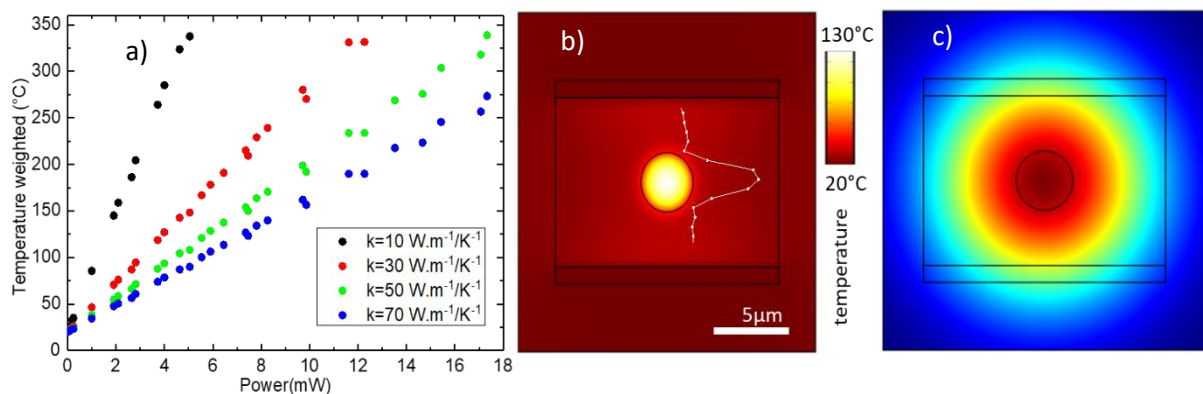 a)
Temperature weighted (°C)
350
300
250
200
150
100
50
0
k=10 W.m⁻¹/K⁻¹
k=30 W.m⁻¹/K⁻¹
k=50 W.m⁻¹/K⁻¹
k=70 W.m⁻¹/K⁻¹
0 2 4 6 8 10 12 14 16 18
Power(mW)
b)
5μm
130°C
20°C
temperature
c)